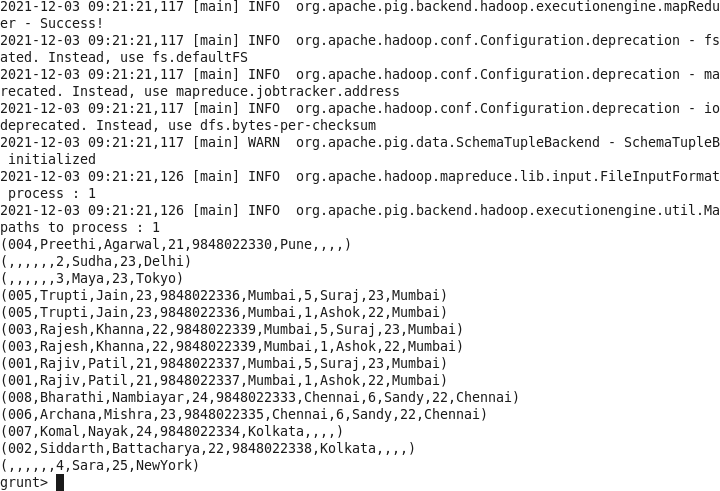 2021-12-03 09:21:21,117 [main] INFO  org.apache.pig.backend.hadoop.executionengine.mapRedu
er - Success!
2021-12-03 09:21:21,117 [main] INFO  org.apache.hadoop.conf.Configuration.deprecation - fs
ated. Instead, use fs.defaultFS
2021-12-03 09:21:21,117 [main] INFO  org.apache.hadoop.conf.Configuration.deprecation - ma
recated. Instead, use mapreduce.jobtracker.address
2021-12-03 09:21:21,117 [main] INFO  org.apache.hadoop.conf.Configuration.deprecation - io
deprecated. Instead, use dfs.bytes-per-checksum
2021-12-03 09:21:21,117 [main] WARN  org.apache.pig.data.SchemaTupleBackend - SchemaTupleB
 initialized
2021-12-03 09:21:21,126 [main] INFO  org.apache.hadoop.mapreduce.lib.input.FileInputFormat
 process : 1
2021-12-03 09:21:21,126 [main] INFO  org.apache.pig.backend.hadoop.executionengine.util.Ma
paths to process : 1
(004,Preethi,Agarwal,21,9848022330,Pune,,,,)
(,,,,,,2,Sudha,23,Delhi)
(,,,,,,3,Maya,23,Tokyo)
(005,Trupti,Jain,23,9848022336,Mumbai,5,Suraj,23,Mumbai)
(005,Trupti,Jain,23,9848022336,Mumbai,1,Ashok,22,Mumbai)
(003,Rajesh,Khanna,22,9848022339,Mumbai,5,Suraj,23,Mumbai)
(003,Rajesh,Khanna,22,9848022339,Mumbai,1,Ashok,22,Mumbai)
(001,Rajiv,Patil,21,9848022337,Mumbai,5,Suraj,23,Mumbai)
(001,Rajiv,Patil,21,9848022337,Mumbai,1,Ashok,22,Mumbai)
(008,Bharathi,Nambiayar,24,9848022333,Chennai,6,Sandy,22,Chennai)
(006,Archana,Mishra,23,9848022335,Chennai,6,Sandy,22,Chennai)
(007,Komal,Nayak,24,9848022334,Kolkata,,,,)
(002,Siddarth,Battacharya,22,9848022338,Kolkata,,,,)
(,,,,,,4,Sara,25,NewYork)
grunt>